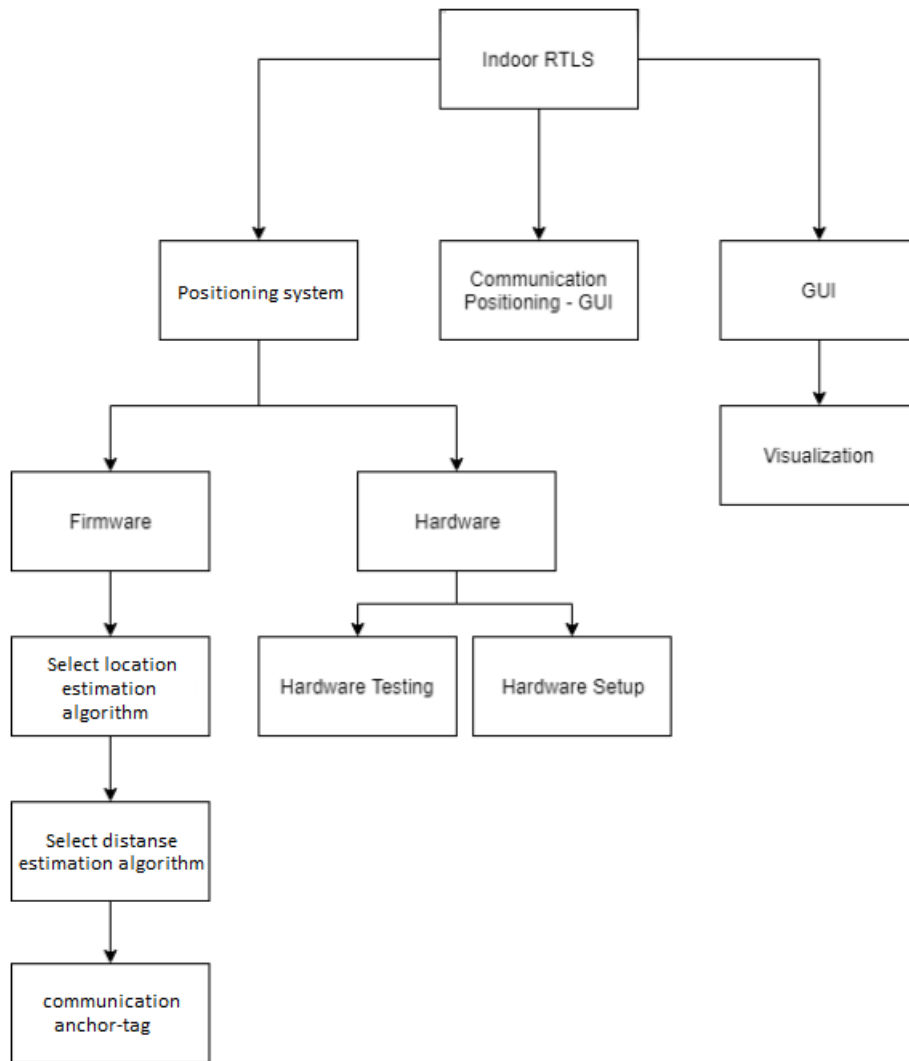 Indoor RTLS
Positioning system
Communication
Positioning - GUI
GUI
Visualization
Firmware
Hardware
Select location
estimation
algorithm
Hardware Testing
Hardware Setup
Select distanse
estimation algorithm
communication
anchor-tag